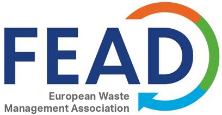 FEAD
European Waste
Management Association